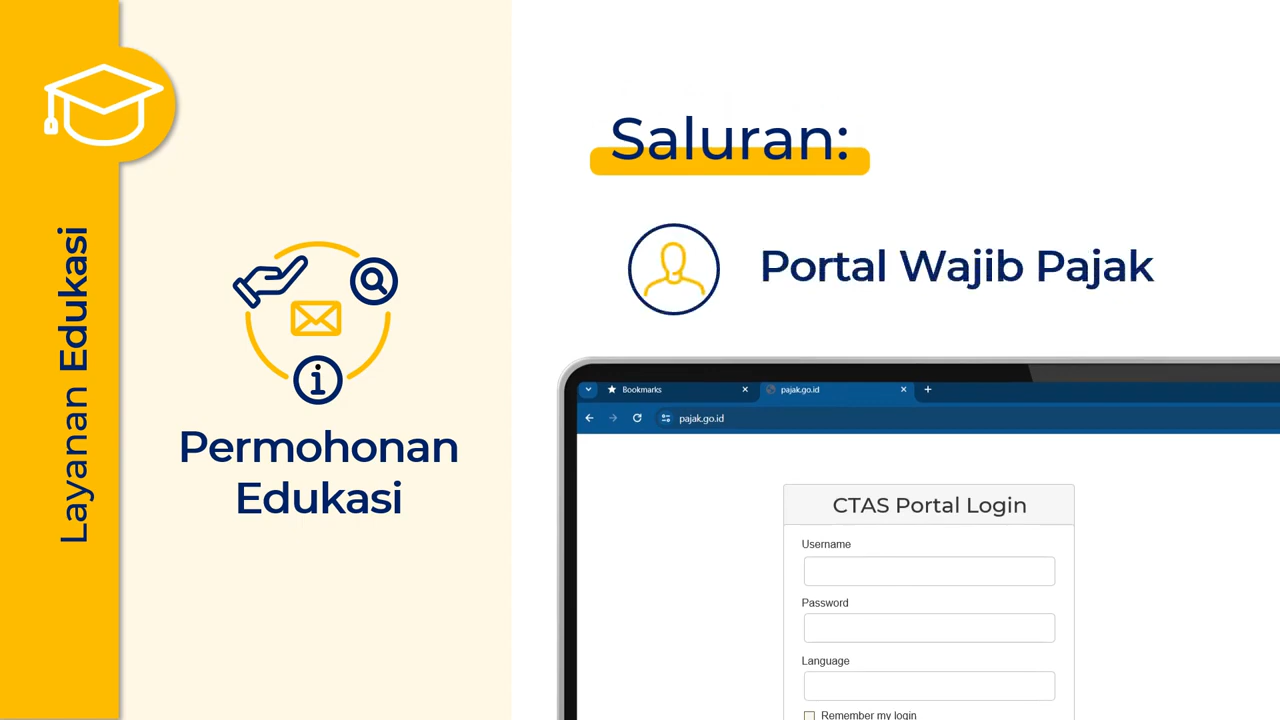 Layanan Edukasi
Permohonan
Edukasi
Saluran:
Portal Wajib Pajak
Bookmarks
pajak.go.id
pajak.go.id
CTAS Portal Login
Username
Password
Language
Remember my login